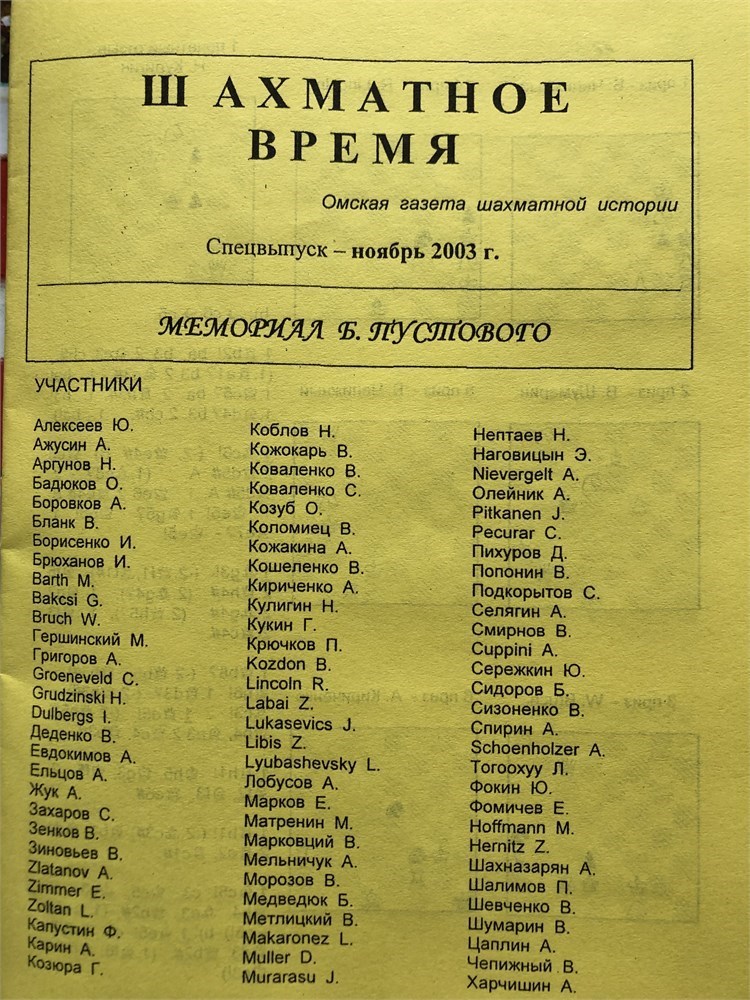 ШАХМАТНОЕ
ВРЕМЯ
Омская газета шахматной истории
Спецвыпуск – ноябрь 2003 г.
МЕМОРИАЛ Б. ПУСТОВОГО
УЧАСТНИКИ
Алексеев Ю.
Ажусин А.
Аргунов Н.
Бадюков О.
Боровков А.
Бланк В.
Борисенко И.
Брюханов И.
Barth M.
Bakcsi G.
Bruch W.
Гершинский М.
Григоров А.
Groeneveld C.
Grudzinski H.
Dulbergs I.
Деденко В.
Евдокимов А.
Ельцов А.
Жук А.
Захаров С.
Зенков В.
Зиновьев В.
Zlatanov A.
Zimmer E.
Zoltan L.
Капустин Ф.
Карин А.
Козюра Г.
Коблов Н.
Кожокарь В.
Коваленко В.
Коваленко С.
Козуб О.
Коломиец В.
Кожакина А.
Кошеленко В.
Кириченко А.
Кулигин Н.
Кукин Г.
Крючков П.
Kozdon B.
Lincoln R.
Labai Z.
Lukasevics J.
Libis Z.
Lyubashevsky L.
Лобусов А.
Марков Е.
Матренин М.
Марковций В.
Мельничук А.
Морозов В.
Медведюк Б.
Метлицкий В.
Makaronez L.
Muller D.
Murarasu J.
Нептаев Н.
Наговицын Э.
Nievergelt A.
Олейник А.
Pitkanen J.
Pecurar C.
Пихуров Д.
Попонин В.
Подкорытов С.
Селягин А.
Смирнов В.
Cuppini A.
Сережкин Ю.
Сидоров Б.
Сизоненко В.
Спирин А.
Schoenholzer A.
Тогоохуу Л.
Фокин Ю.
Фомичев Е.
Hoffmann M.
Hernitz Z.
Шахназарян А.
Шалимов П.
Шевченко В.
Шумарин В.
Цаплин А.
Чепижный В.
Харчишин А.